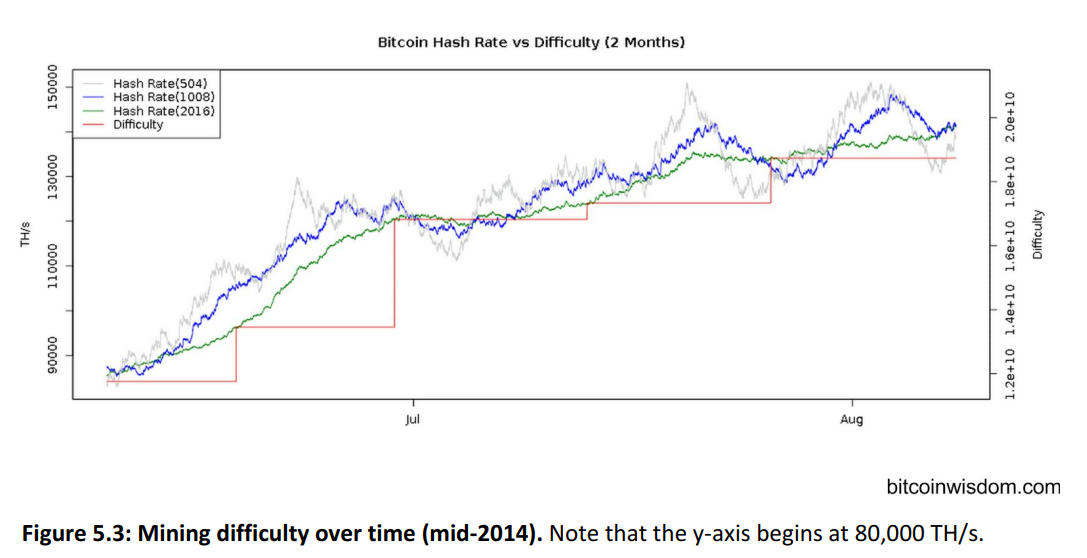 Bitcoin Hash Rate vs Difficulty (2 Months)
Hash Rate(504)
Hash Rate(1008)
Hash Rate(2016)
Difficulty
150000
130000
110000
90000
TH/s
2.0e+10
1.8e+10
1.6e+10
1.4e+10
1.2e+10
Difficulty
Jul
Aug
bitcoinwisdom.com
Figure 5.3: Mining difficulty over time (mid-2014). Note that the y-axis begins at 80,000 TH/s.